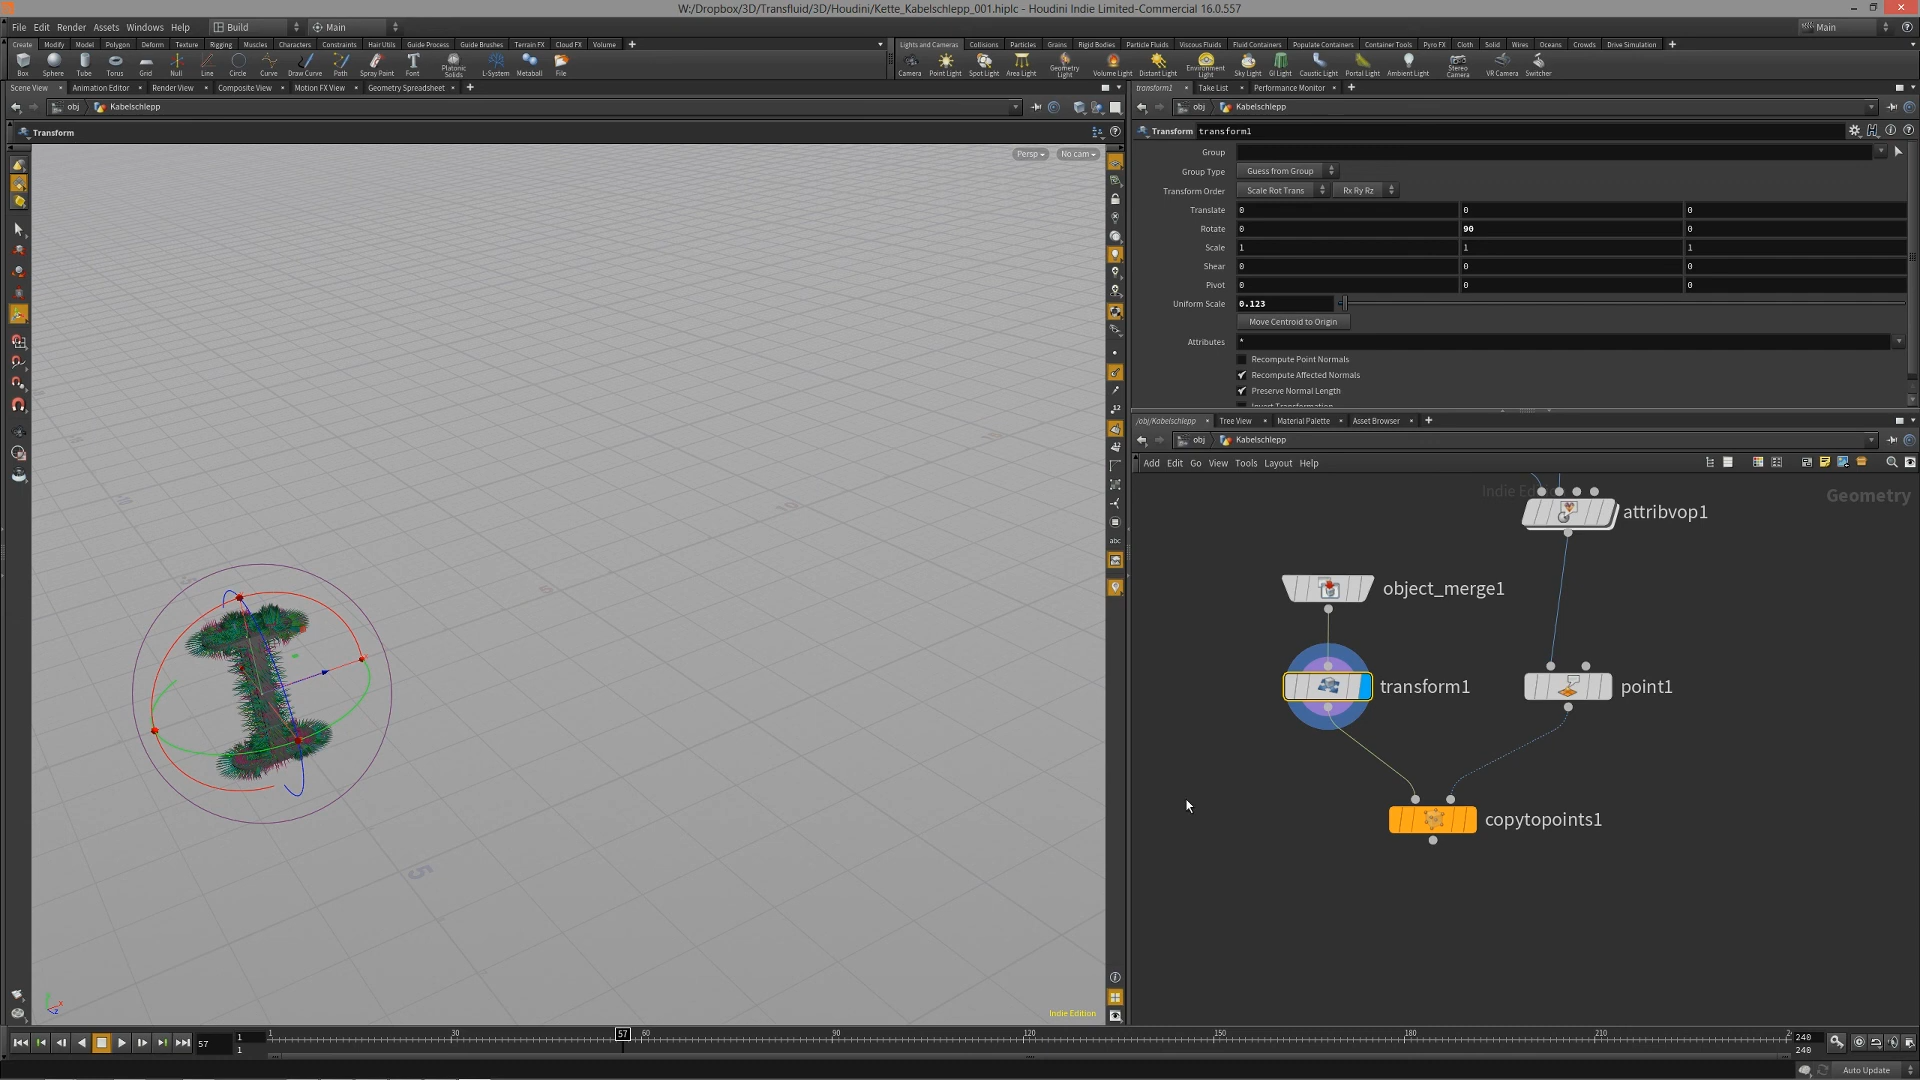 W:/Dropbox/3D/Transfluid/3D/Houdini/Kette_Kabelschlepp_001.hiplc - Houdini Indie Limited-Commercial 16.0.557
File Edit Render Assets Windows Help Build Main Main
Create Modify Model Polygon Deform Texture Rigging Muscles Characters Constraints Hair Utils Guide Process Guide Brushes Terrain FX Cloud FX Volume
Lights and Cameras Collisions Particles Grains Rigid Bodies Particle Fluids Viscous Fluids Fluid Containers Populate Containers Container Tools Pyro FX Cloth Solid Wires Oceans Crowds Drive Simulation
Box Sphere Tube Torus Grid Null Line Circle Curve Draw Curve Path Spray Paint Font Platonic Solids L-System Metaball File
Camera Point Light Spot Light Area Light Geometry Light Volume Light Distant Light Environment Light Sky Light GI Light Caustic Light Portal Light Ambient Light Stereo Camera VR Camera Switcher
Scene View Animation Editor Render View Composite View Motion FX View Geometry Spreadsheet
transform1 Take List Performance Monitor
obj Kabelschlepp
obj Kabelschlepp
Transform
Transform transform1
Persp No cam
Group
Group Type Guess from Group
Transform Order Scale Rot Trans Rx Ry Rz
Translate 0 0 0
Rotate 0 90 0
Scale 1 1 1
Shear 0 0 0
Pivot 0 0 0
Uniform Scale 0.123
Move Centroid to Origin
Attributes *
Recompute Point Normals
Recompute Affected Normals
Preserve Normal Length
Invert Transformation
/obj/Kabelschlepp Tree View Material Palette Asset Browser
obj Kabelschlepp
Add Edit Go View Tools Layout Help
Geometry
attribvop1
object_merge1
transform1
point1
copytopoints1
5
Indie Edition
57 1 1
1 30 57 60 90 120 150 180 210
240
240
Auto Update